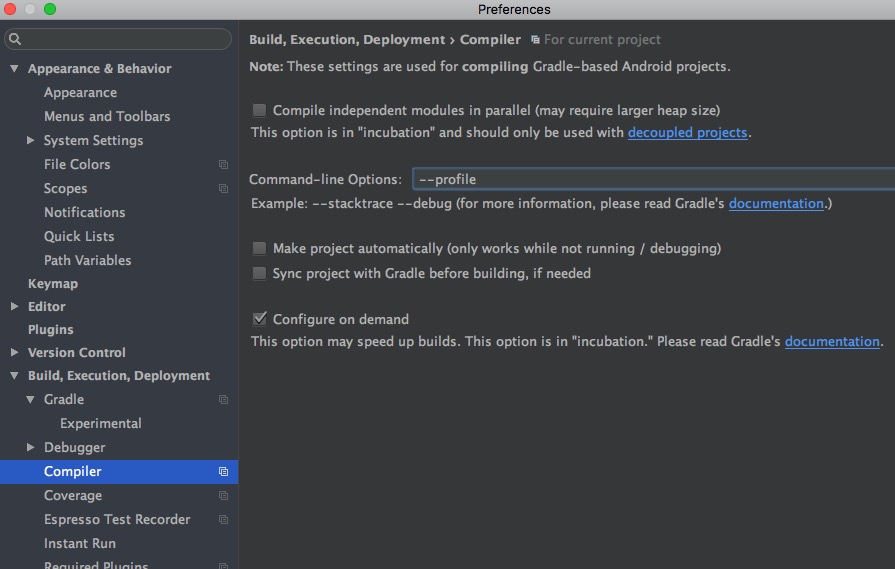 Preferences
Appearance & Behavior
Appearance
Menus and Toolbars
System Settings
File Colors
Scopes
Notifications
Quick Lists
Path Variables
Keymap
Editor
Plugins
Version Control
Build, Execution, Deployment
Gradle
Experimental
Debugger
Compiler
Coverage
Espresso Test Recorder
Instant Run
Required Plugins
Build, Execution, Deployment › Compiler For current project
Note: These settings are used for compiling Gradle-based Android projects.
Compile independent modules in parallel (may require larger heap size)
This option is in "incubation" and should only be used with decoupled projects.
Command-line Options: --profile
Example: --stacktrace --debug (for more information, please read Gradle's documentation.)
Make project automatically (only works while not running / debugging)
Sync project with Gradle before building, if needed
Configure on demand
This option may speed up builds. This option is in "incubation." Please read Gradle's documentation.